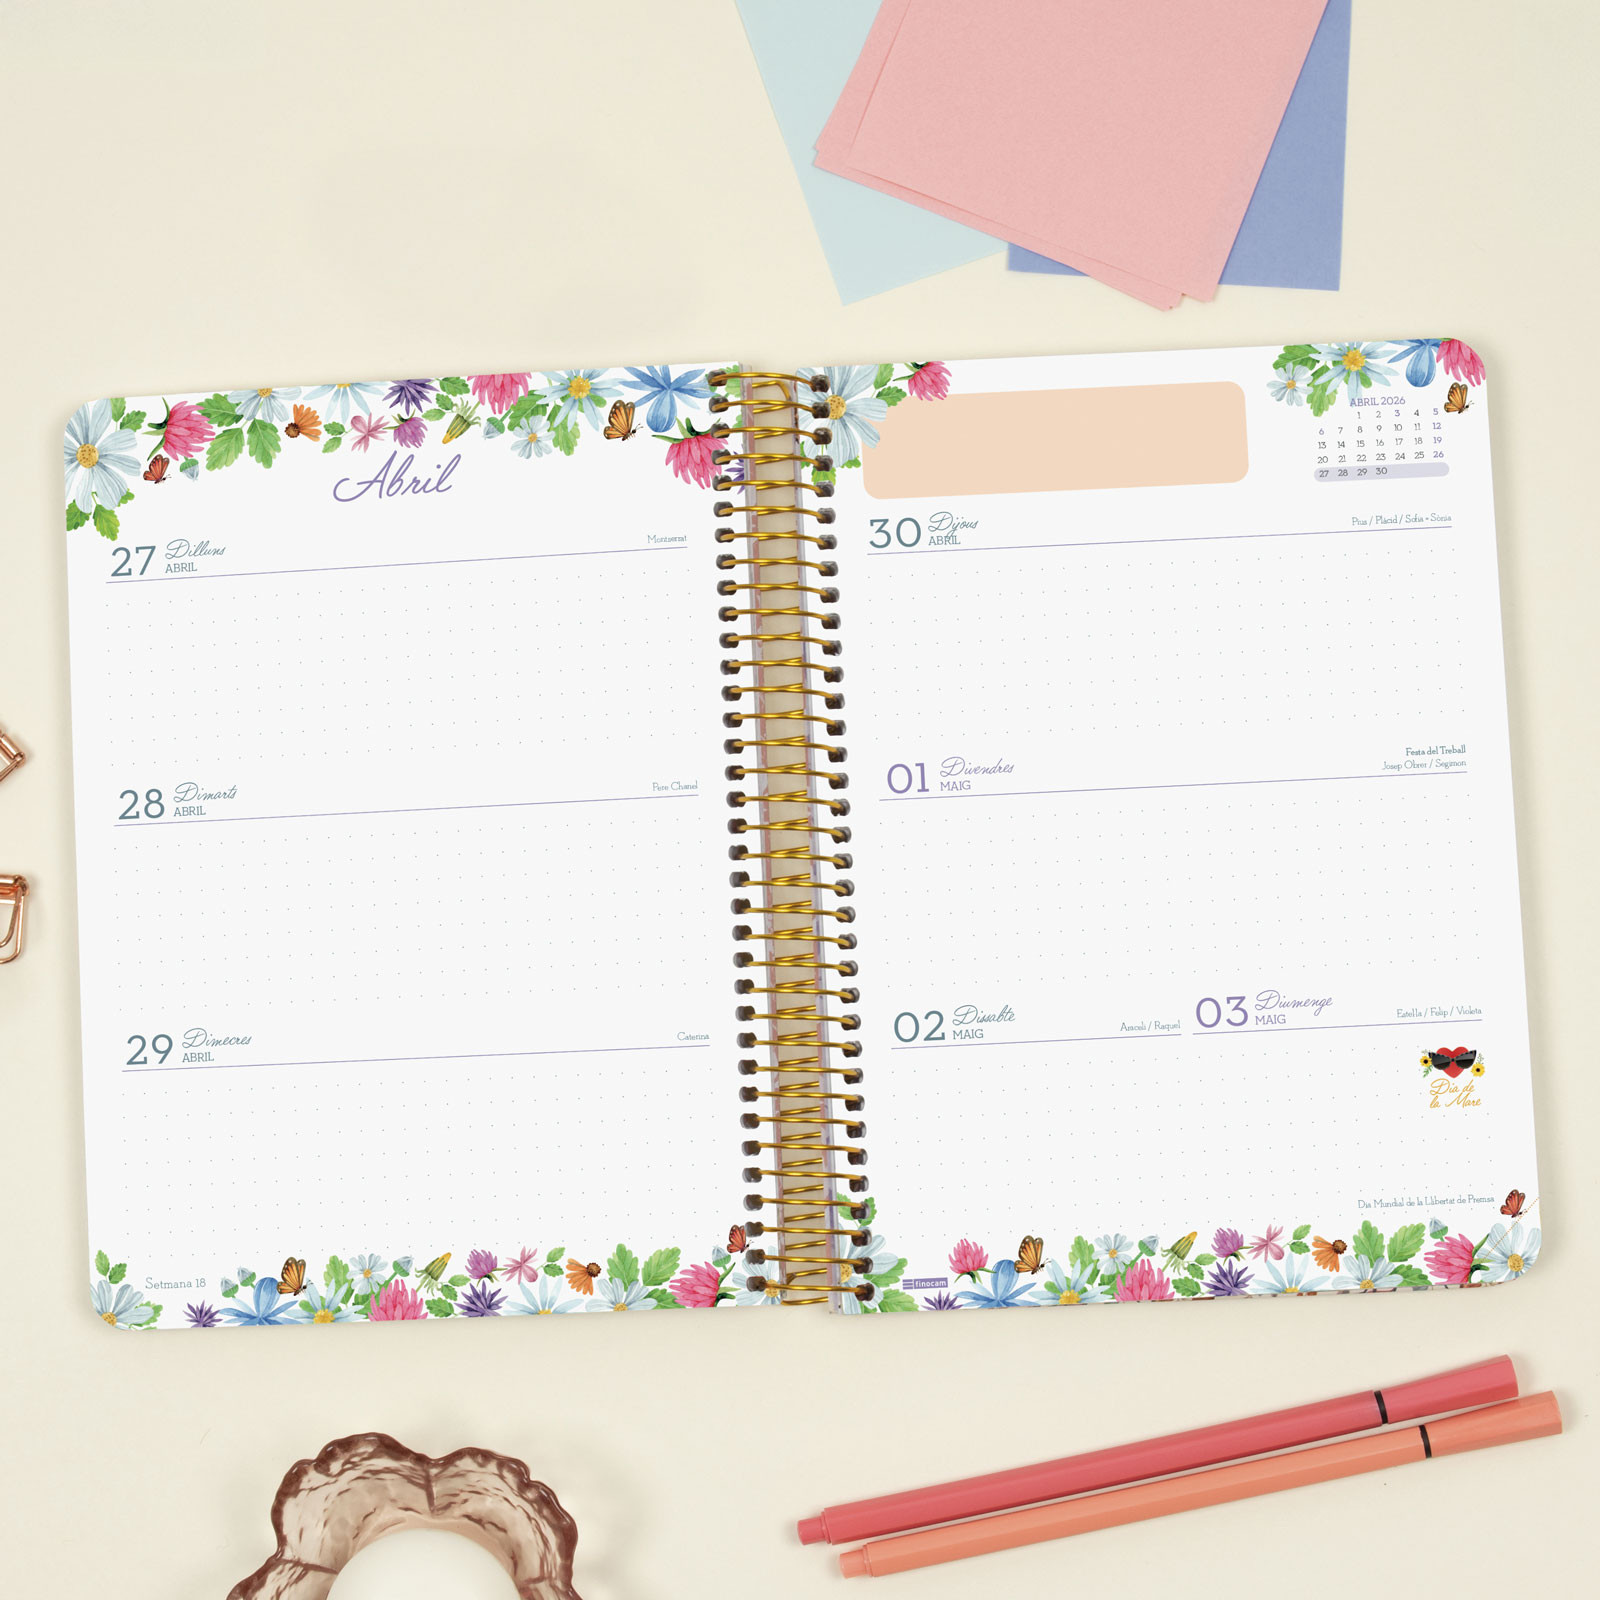 Abril
27 Dilluns
ABRIL
Montserrat
28 Dimarts
ABRIL
Pere Chanel
29 Dimecres
ABRIL
Caterina
Setmana 18
ABRIL 2026
1 2 3 4 5
6 7 8 9 10 11 12
13 14 15 16 17 18 19
20 21 22 23 24 25 26
27 28 29 30
30 Dijous
ABRIL
Pius / Plàcid / Sofia - Sònia
01 Divendres
MAIG
Festa del Treball
Josep Obrer / Segimon
02 Dissabte
MAIG
Araceli / Raquel
03 Diumenge
MAIG
Estel·la / Felip / Violeta
Dia de
la Mare
Dia Mundial de la Llibertat de Premsa
finocam